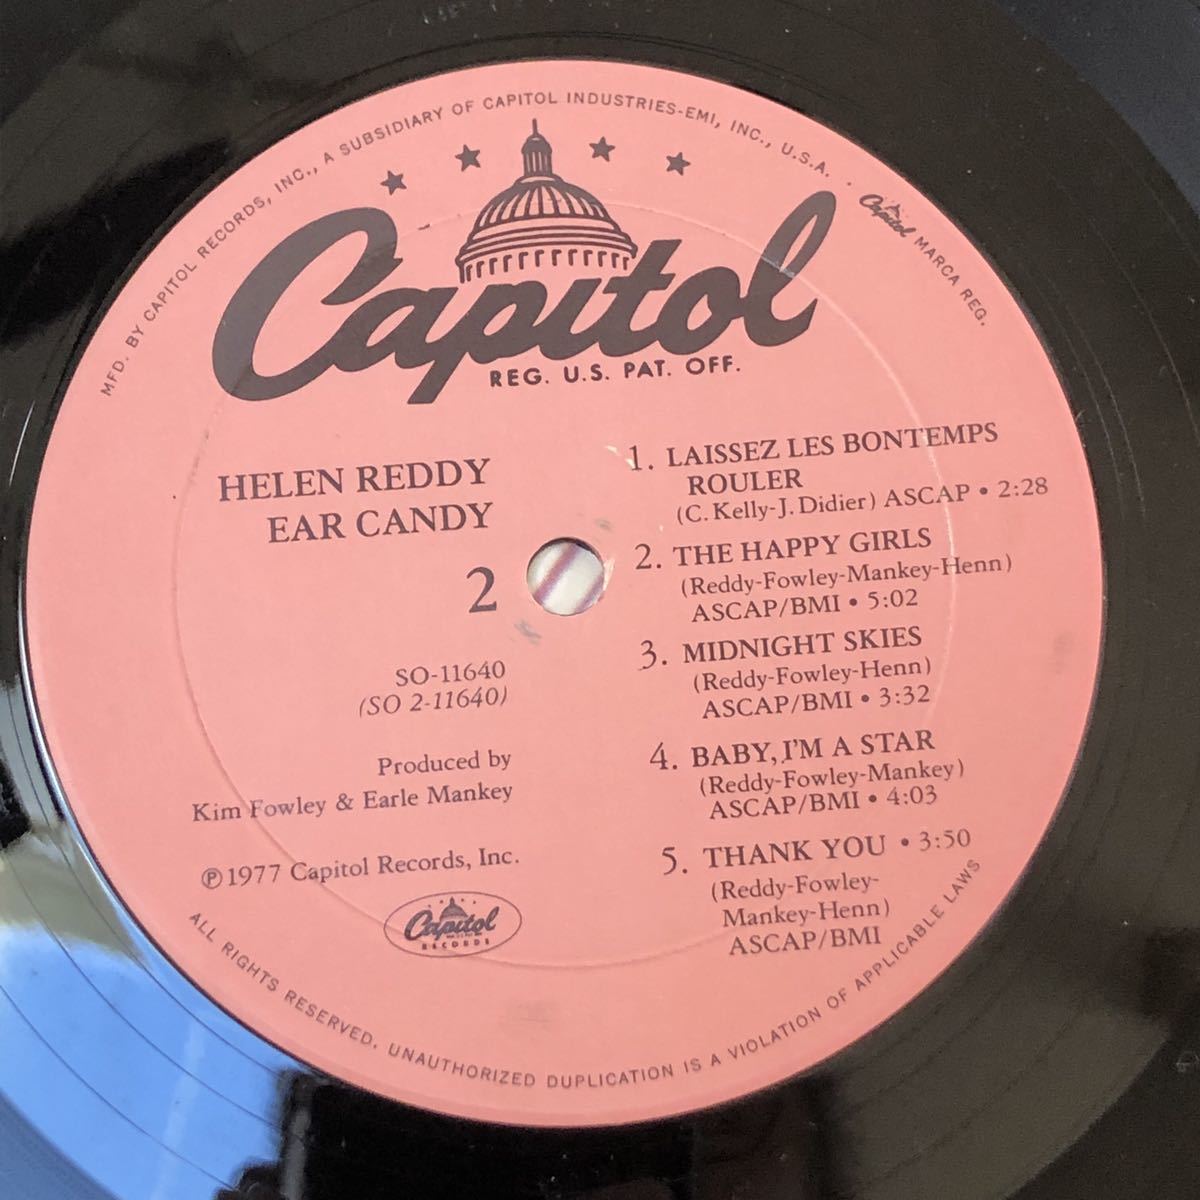 MFD. BY CAPITOL RECORDS, INC., A SUBSIDIARY OF CAPITOL INDUSTRIES-EMI, INC., U.S.A. . Capitol MARCA REG.
Capitol
REG. U.S. PAT. OFF.
HELEN REDDY
EAR CANDY
2
SO-11640
(SO 2-11640)
Produced by
Kim Fowley & Earle Mankey
℗1977 Capitol Records, Inc.
Capitol
RECORDS
1. LAISSEZ LES BONTEMPS
ROULER
(C. Kelly-J. Didier) ASCAP • 2:28
2. THE HAPPY GIRLS
(Reddy-Fowley-Mankey-Henn)
ASCAP/BMI • 5:02
3. MIDNIGHT SKIES
(Reddy-Fowley-Henn)
ASCAP/BMI • 3:32
4. BABY, I'M A STAR
(Reddy-Fowley-Mankey)
ASCAP/BMI • 4:03
5. THANK YOU • 3:50
(Reddy-Fowley-
Mankey-Henn)
ASCAP/BMI
ALL RIGHTS RESERVED. UNAUTHORIZED DUPLICATION IS A VIOLATION OF APPLICABLE LAWS